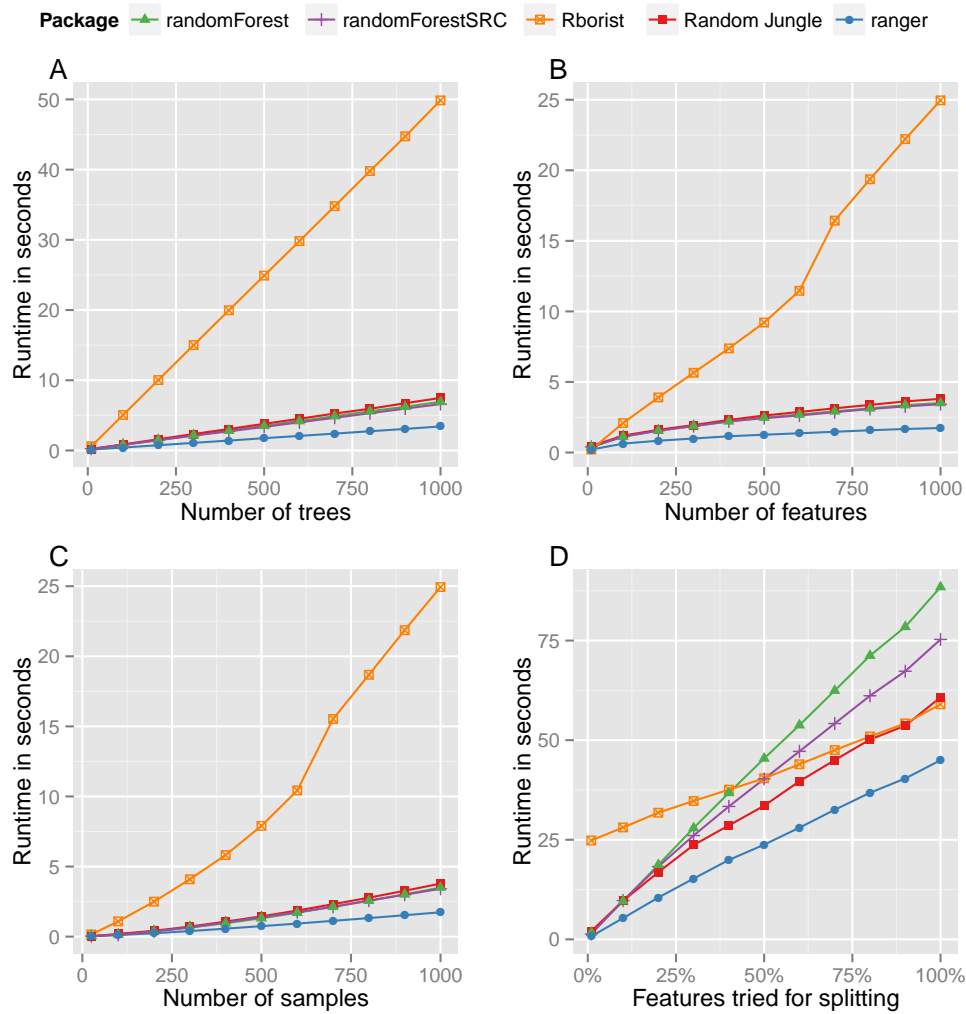 Package randomForest randomForestSRC Rborist Random Jungle ranger
A
50
40
30
20
10
0
Runtime in seconds
0 250 500 750 1000
Number of trees
B
25
20
15
10
5
0
Runtime in seconds
0 250 500 750 1000
Number of features
C
25
20
15
10
5
0
Runtime in seconds
0 250 500 750 1000
Number of samples
D
75
50
25
0
Runtime in seconds
0% 25% 50% 75% 100%
Features tried for splitting